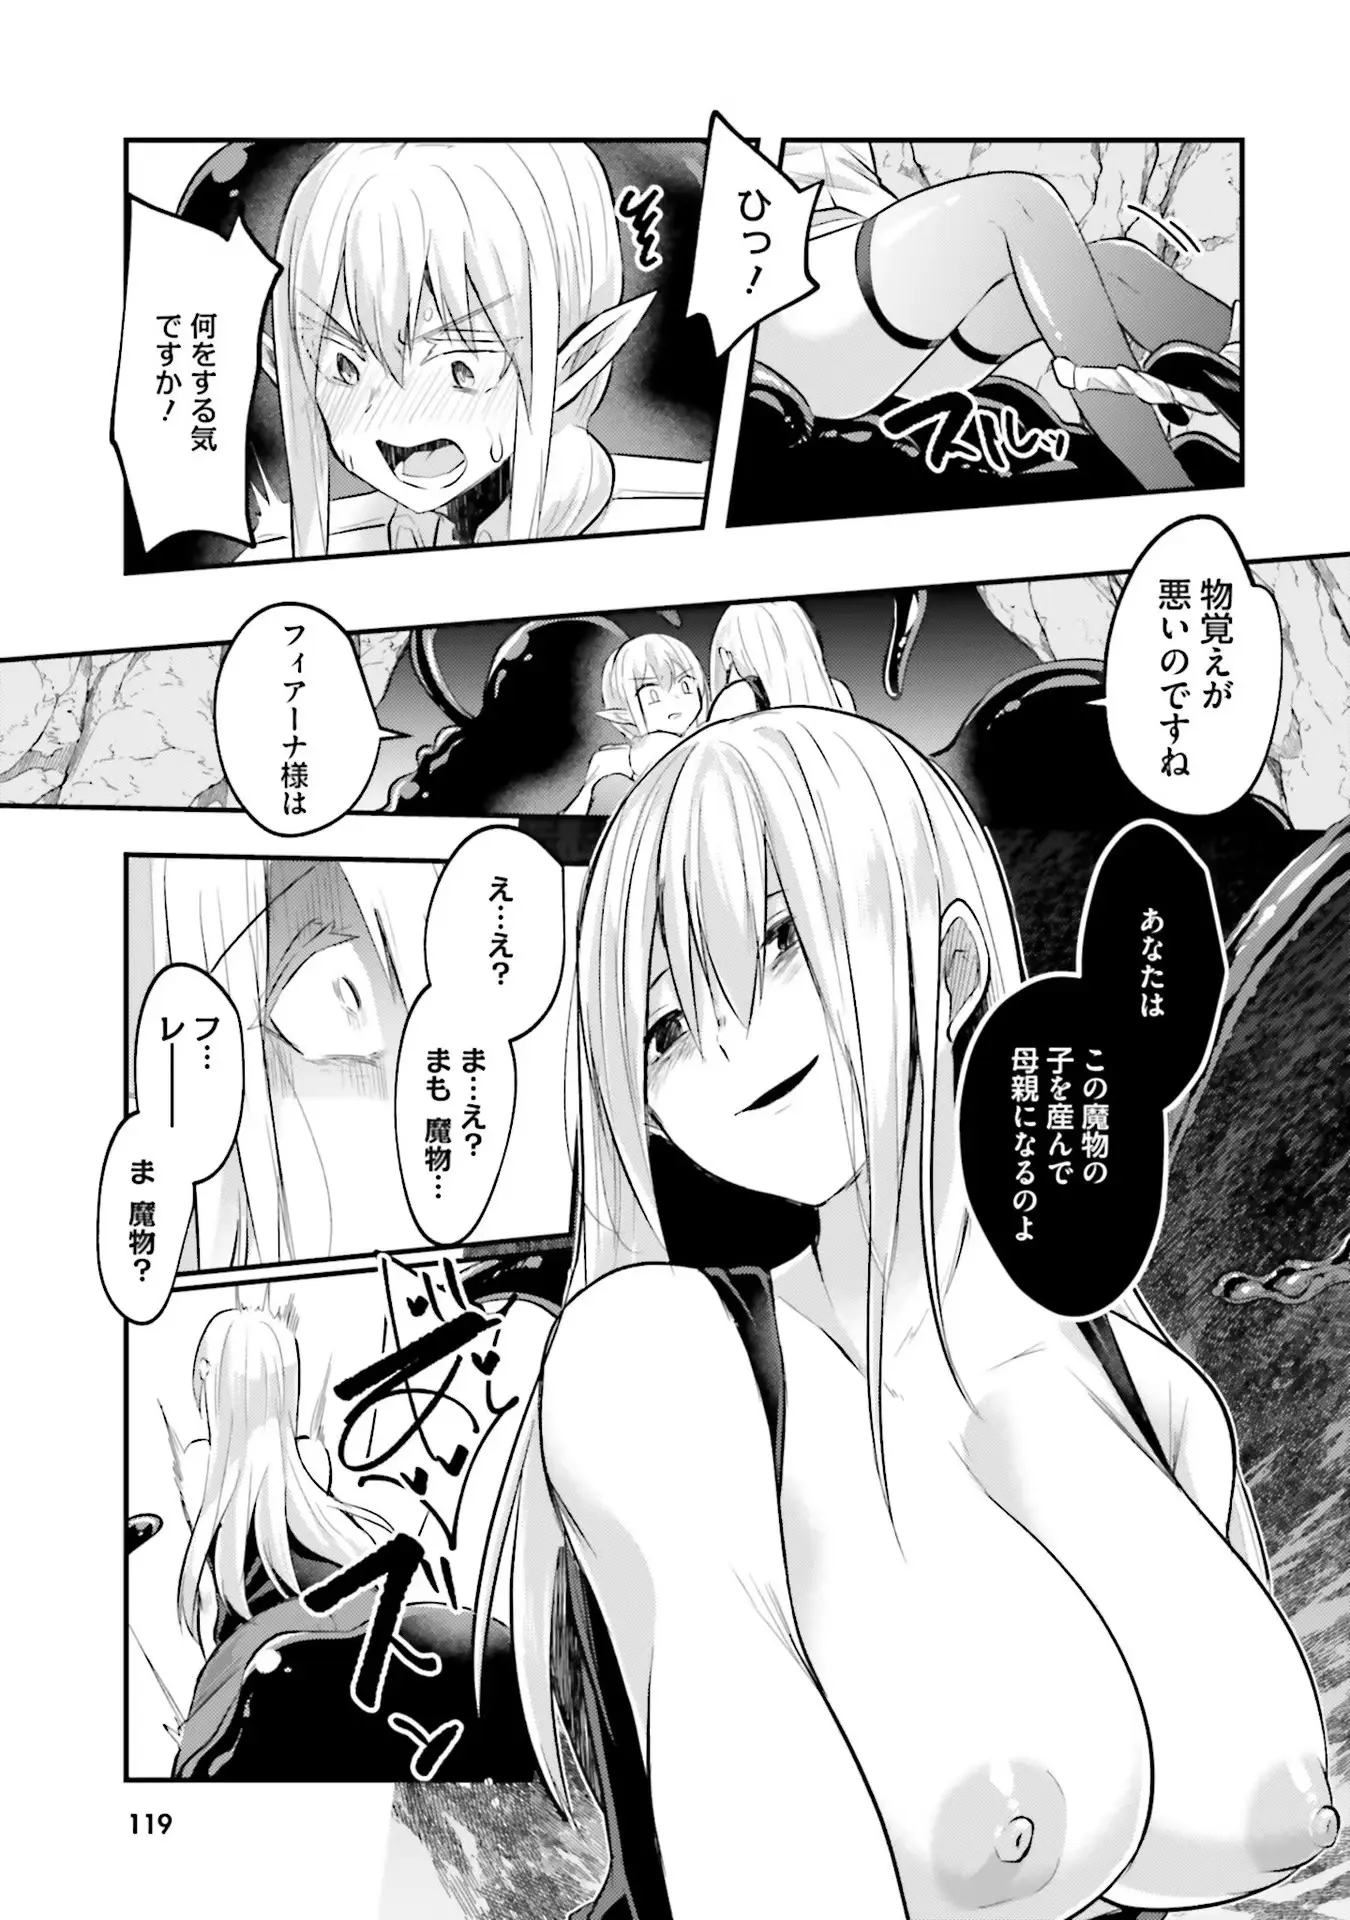 ひっ!
ズルッ
何をする気
ですか!
物覚えが
悪いのですね
フィアーナ様は
あなたは
この魔物の
子を産んで
母親になるのよ
え…え?
ま…え?
まも 魔物…
フ…
レ——
ま 魔物?
119